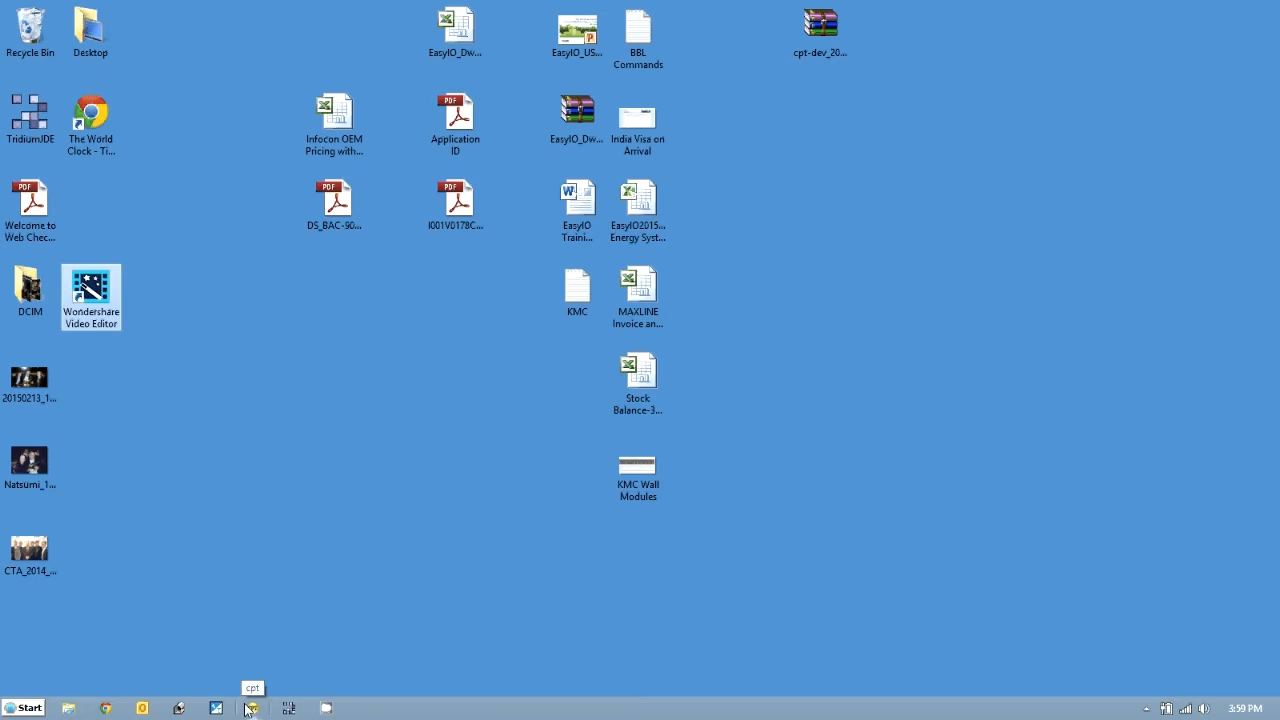 Recycle Bin
Desktop
EasyIO_Dw...
EasyIO_US...
BBL
Commands
cpt-dev_20...
TridiumJDE
The World
Clock - Ti...
Infocon OEM
Pricing with...
Application
ID
EasyIO_Dw...
India Visa on
Arrival
Welcome to
Web Chec...
DS_BAC-90...
I001V0178C...
EasyIO
Traini...
EasyIO2015...
Energy Syst...
DCIM
Wondershare
Video Editor
KMC
MAXLINE
Invoice an...
20150213_1...
Stock
Balance-3...
Natsumi_1...
KMC Wall
Modules
CTA_2014_...
cpt
Start
3:59 PM